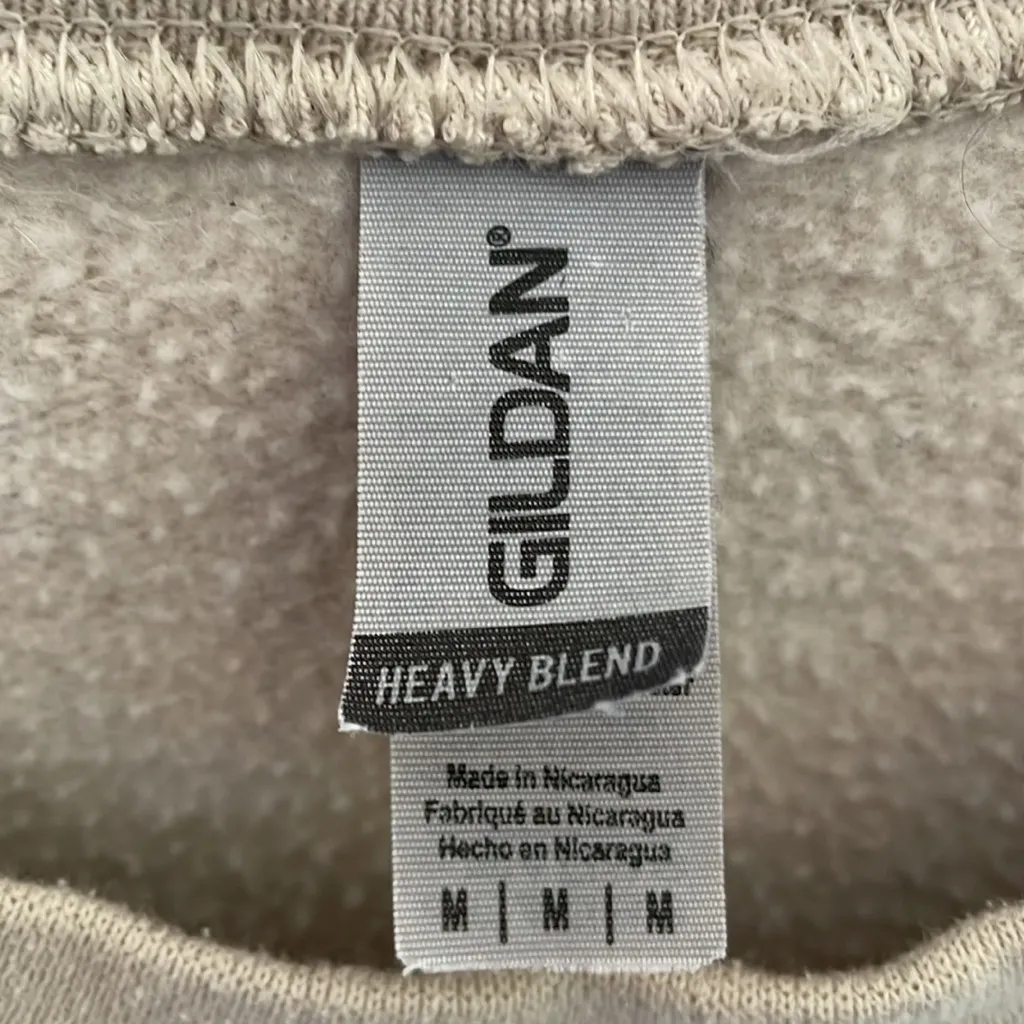 GILDAN®
HEAVY BLEND
Made in Nicaragua
Fabriqué au Nicaragua
Hecho en Nicaragua
M | M | M